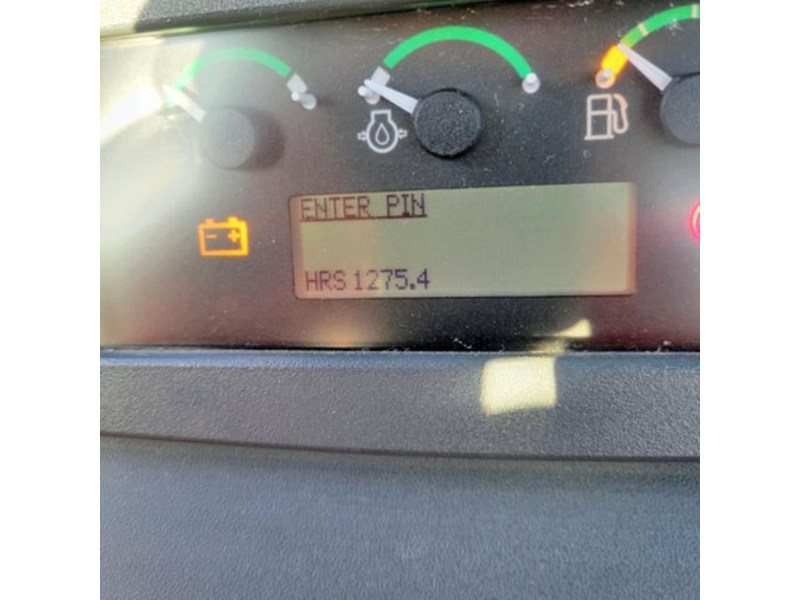 ENTER PIN
HRS 1275.4